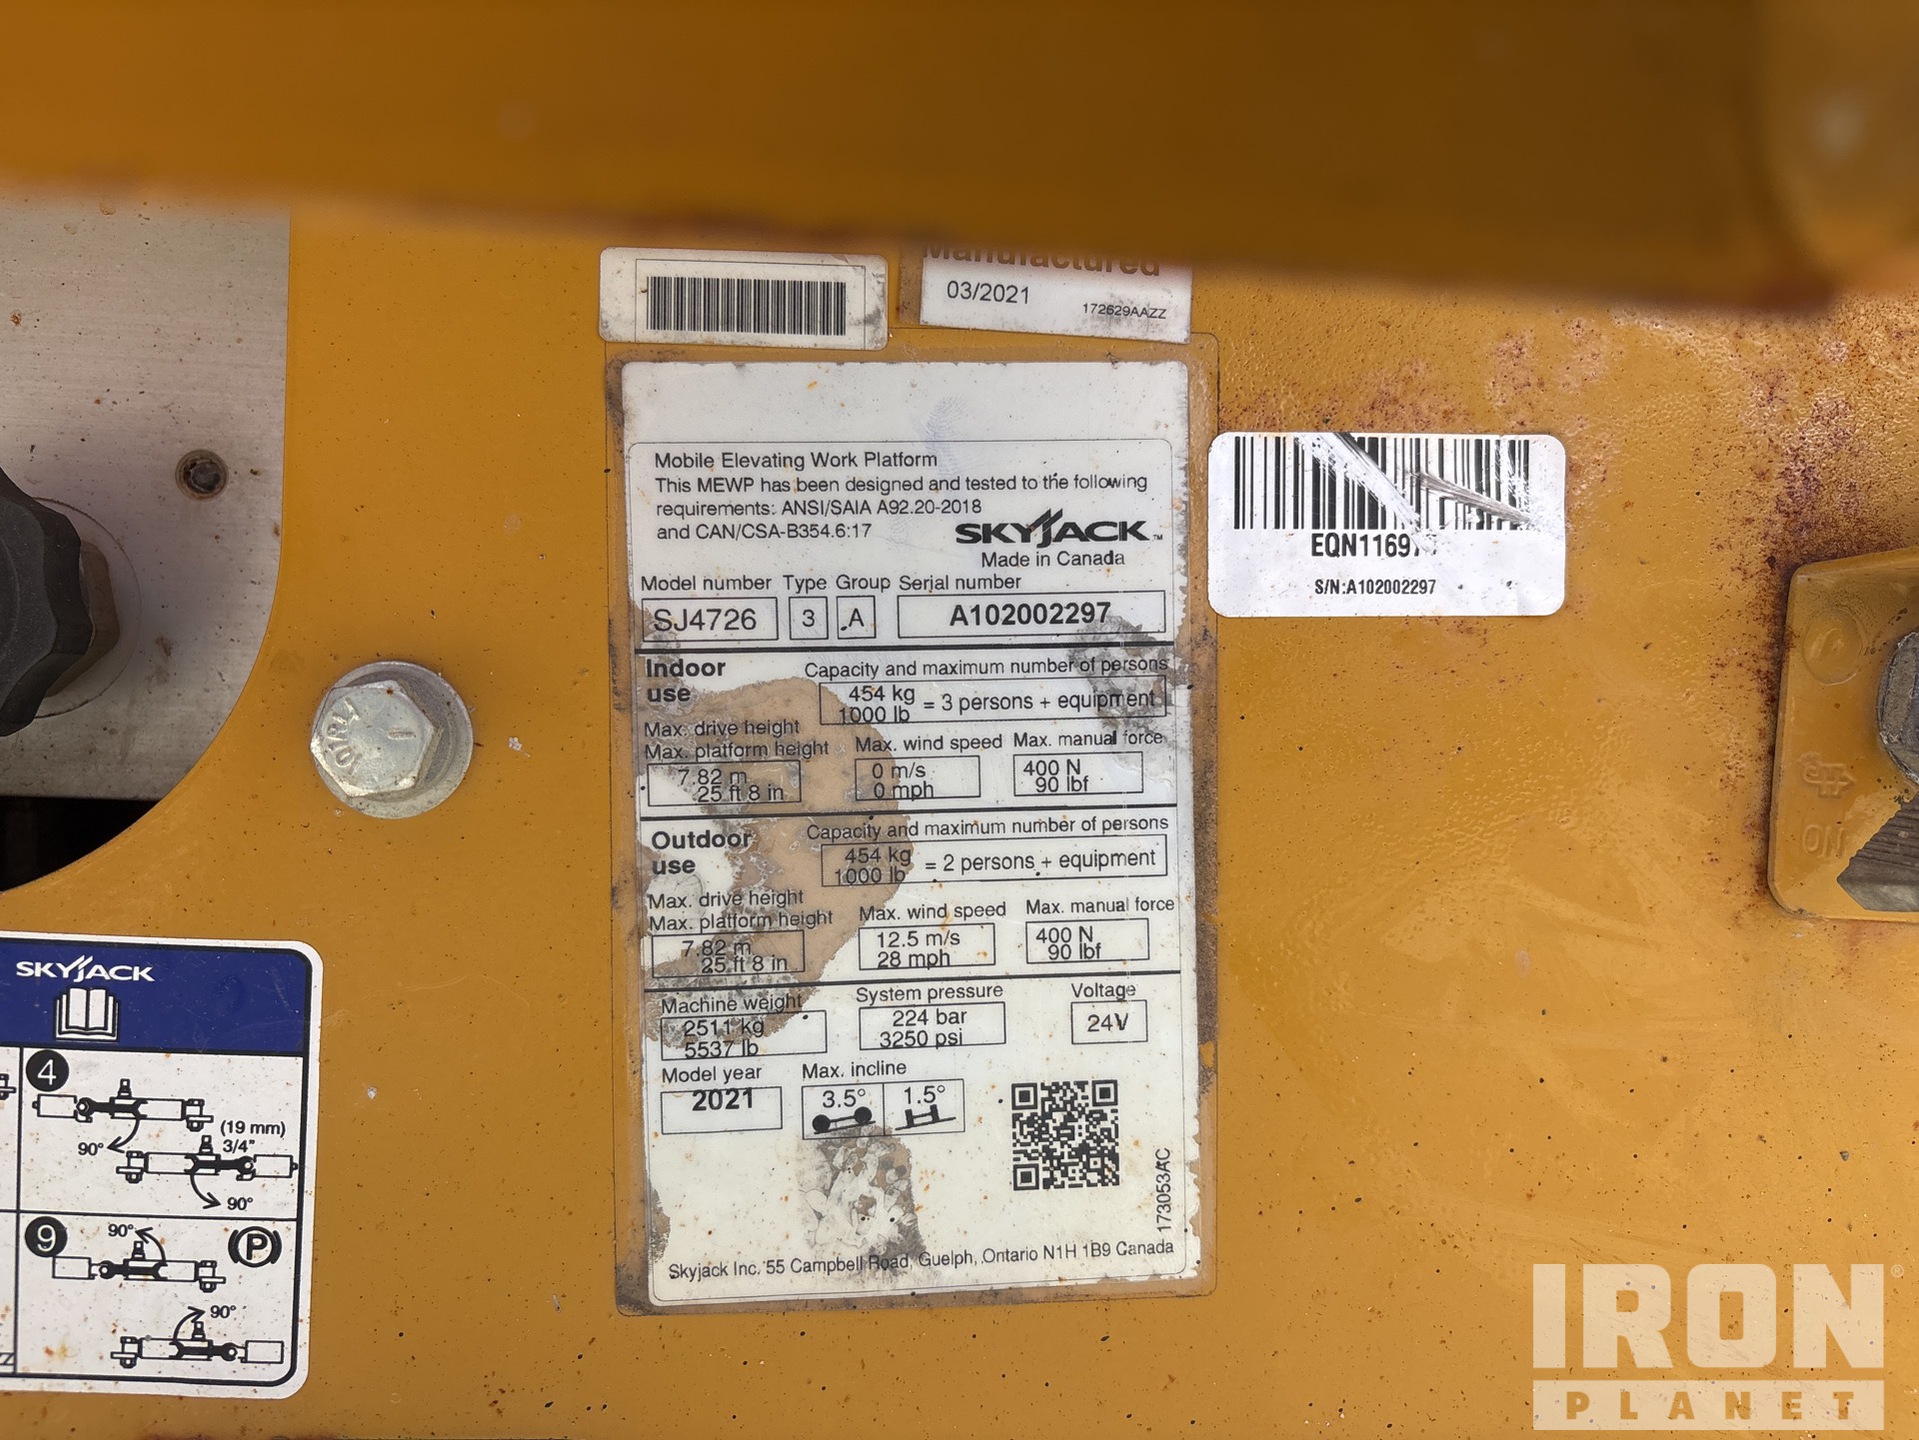 Manufactured
03/2021
172629AAZZ
Mobile Elevating Work Platform
This MEWP has been designed and tested to the following
requirements: ANSI/SAIA A92.20-2018
and CAN/CSA-B354.6:17
SKYJACK™
Made in Canada
Model number Type Group Serial number
SJ4726 3 A A102002297
Indoor use
Capacity and maximum number of persons
454 kg
1000 lb = 3 persons + equipment
Max. drive height
Max. platform height Max. wind speed Max. manual force
7.82 m 0 m/s 400 N
25 ft 8 in 0 mph 90 lbf
Outdoor use
Capacity and maximum number of persons
454 kg
1000 lb = 2 persons + equipment
Max. drive height
Max. platform height Max. wind speed Max. manual force
7.82 m 12.5 m/s 400 N
25 ft 8 in 28 mph 90 lbf
Machine weight System pressure Voltage
2511 kg 224 bar 24V
5537 lb 3250 psi
Model year Max. incline
2021 3.5° 1.5°
173053AC
Skyjack Inc. 55 Campbell Road, Guelph, Ontario N1H 1B9 Canada
S/N:A102002297
SKYJACK
4
90°
(19 mm)
3/4"
90°
9
90°
P
90°
IRON
PLANET
®